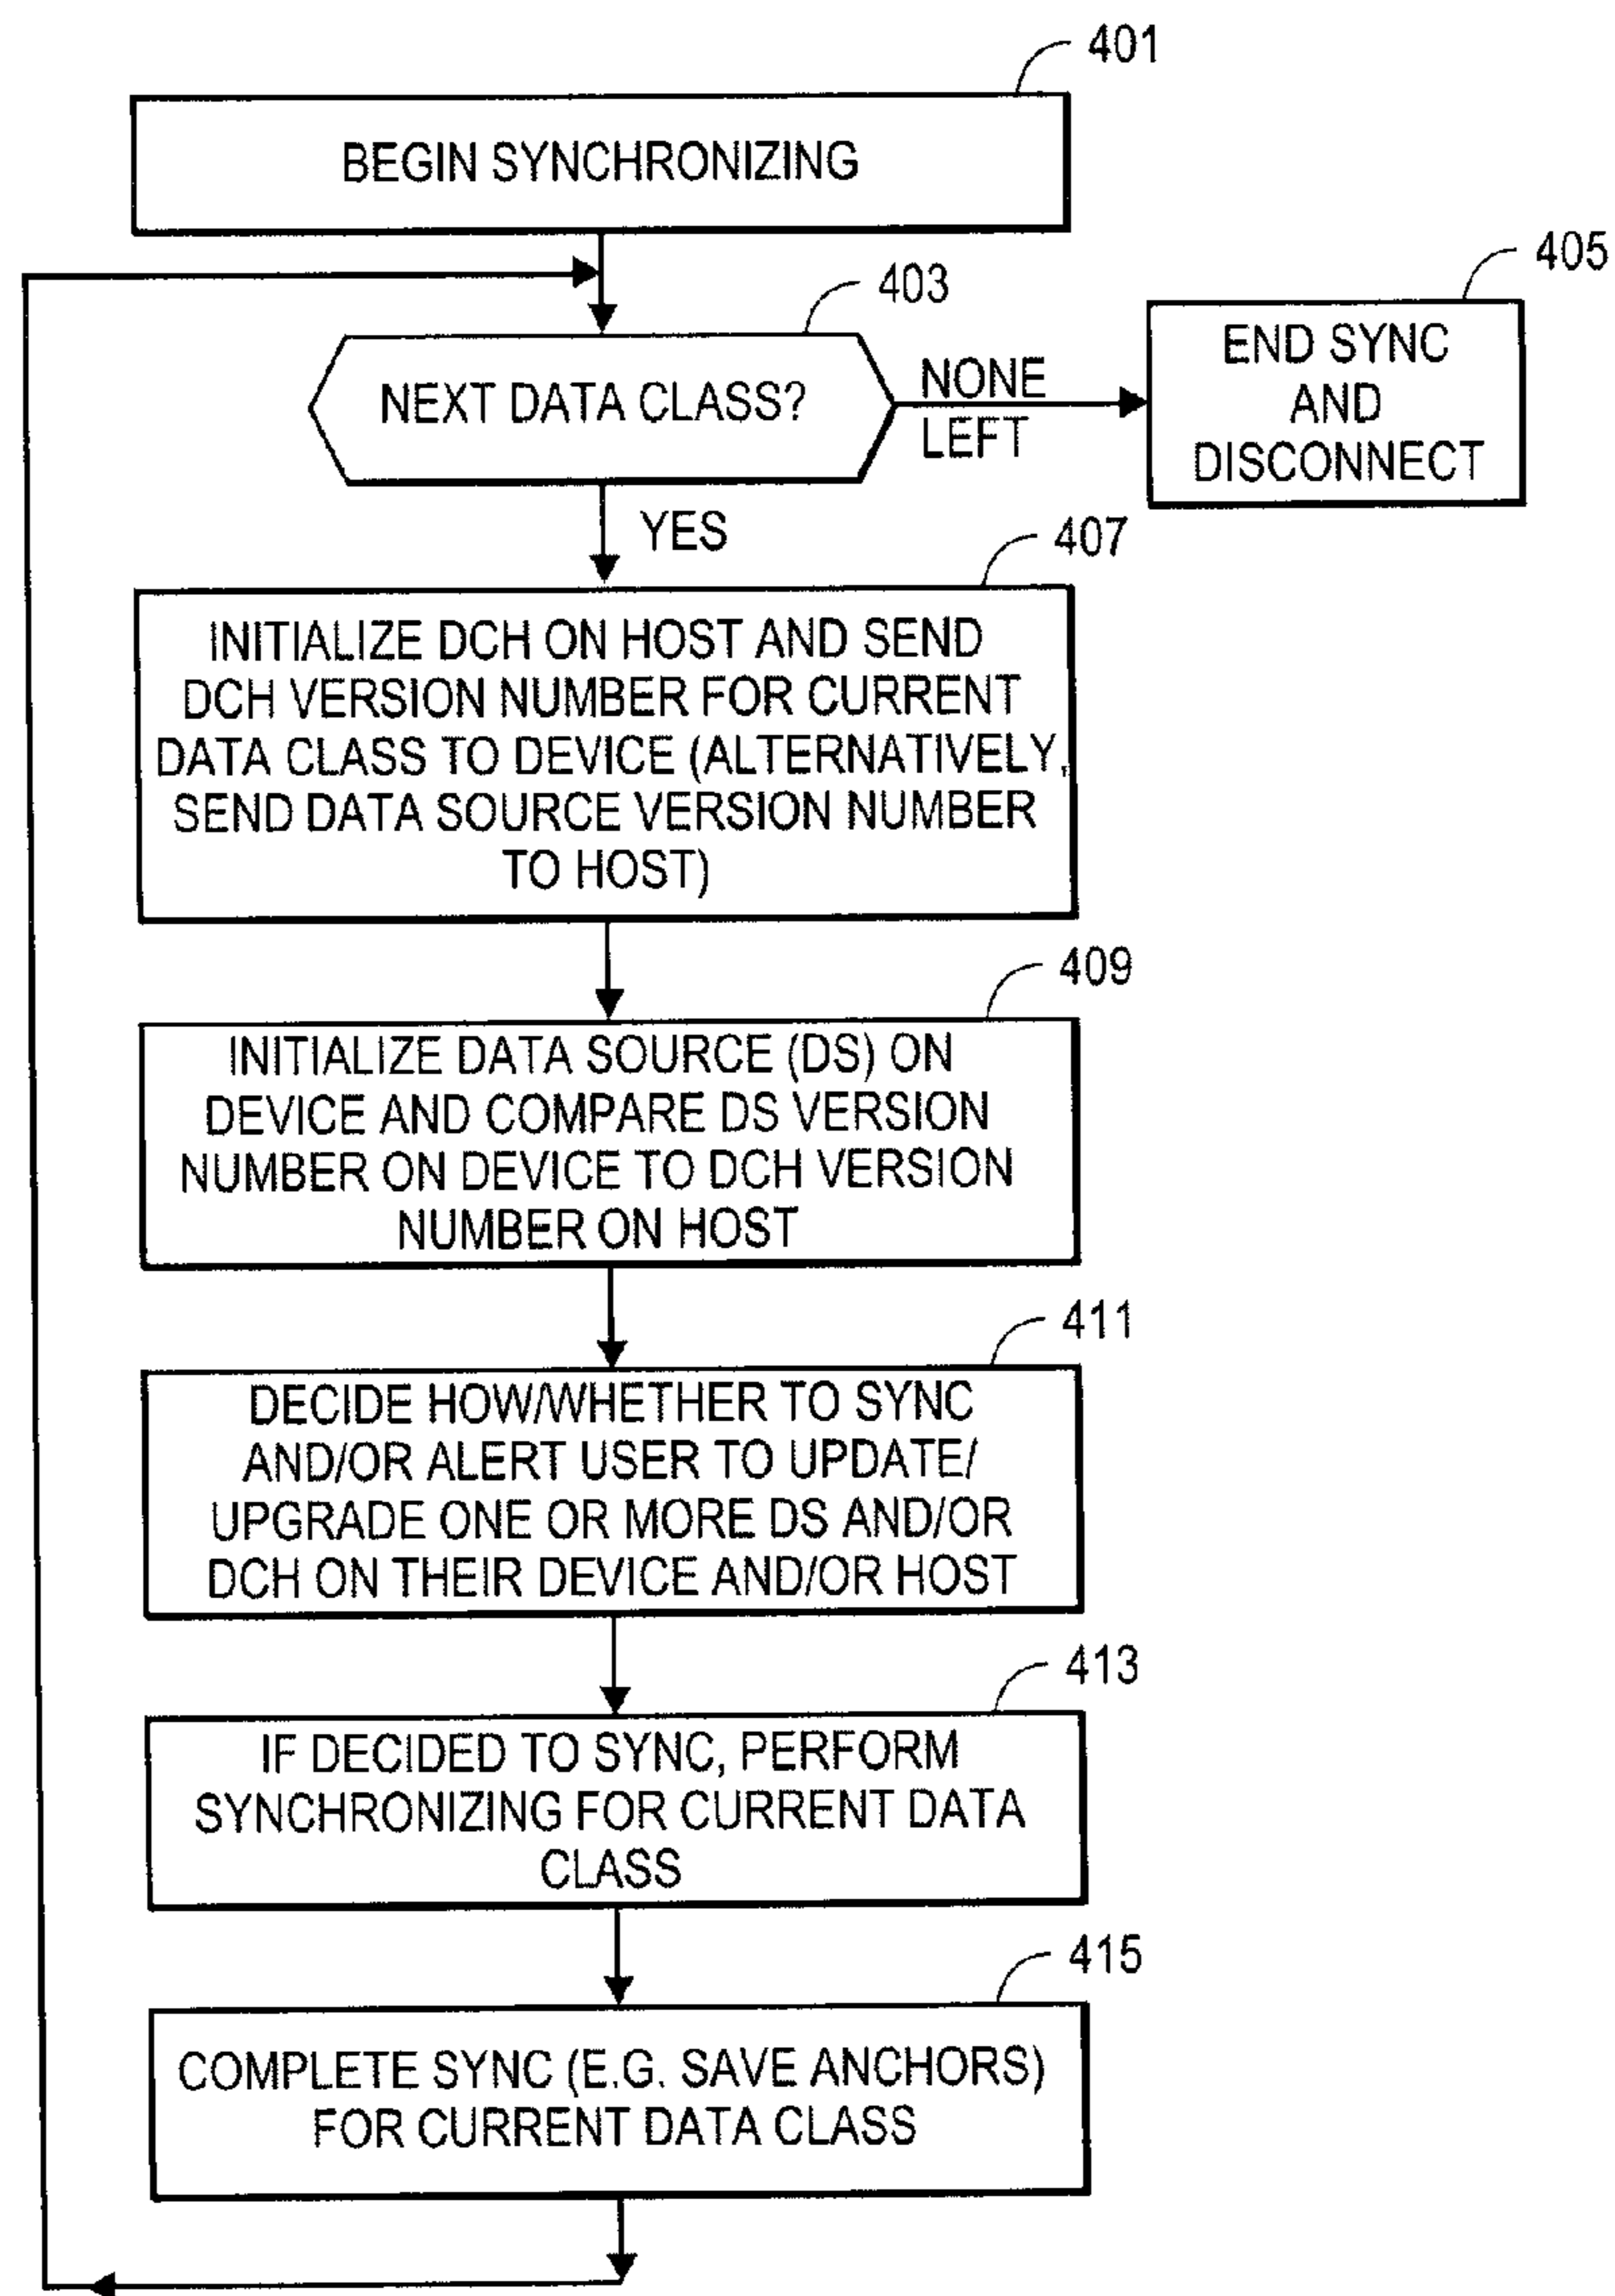 401
BEGIN SYNCHRONIZING
403
405
NEXT DATA CLASS?
NONE
LEFT
END SYNC
AND
DISCONNECT
YES
407
INITIALIZE DCH ON HOST AND SEND
DCH VERSION NUMBER FOR CURRENT
DATA CLASS TO DEVICE (ALTERNATIVELY,
SEND DATA SOURCE VERSION NUMBER
TO HOST)
409
INITIALIZE DATA SOURCE (DS) ON
DEVICE AND COMPARE DS VERSION
NUMBER ON DEVICE TO DCH VERSION
NUMBER ON HOST
411
DECIDE HOW/WHETHER TO SYNC
AND/OR ALERT USER TO UPDATE/
UPGRADE ONE OR MORE DS AND/OR
DCH ON THEIR DEVICE AND/OR HOST
413
IF DECIDED TO SYNC, PERFORM
SYNCHRONIZING FOR CURRENT DATA
CLASS
415
COMPLETE SYNC (E.G. SAVE ANCHORS)
FOR CURRENT DATA CLASS